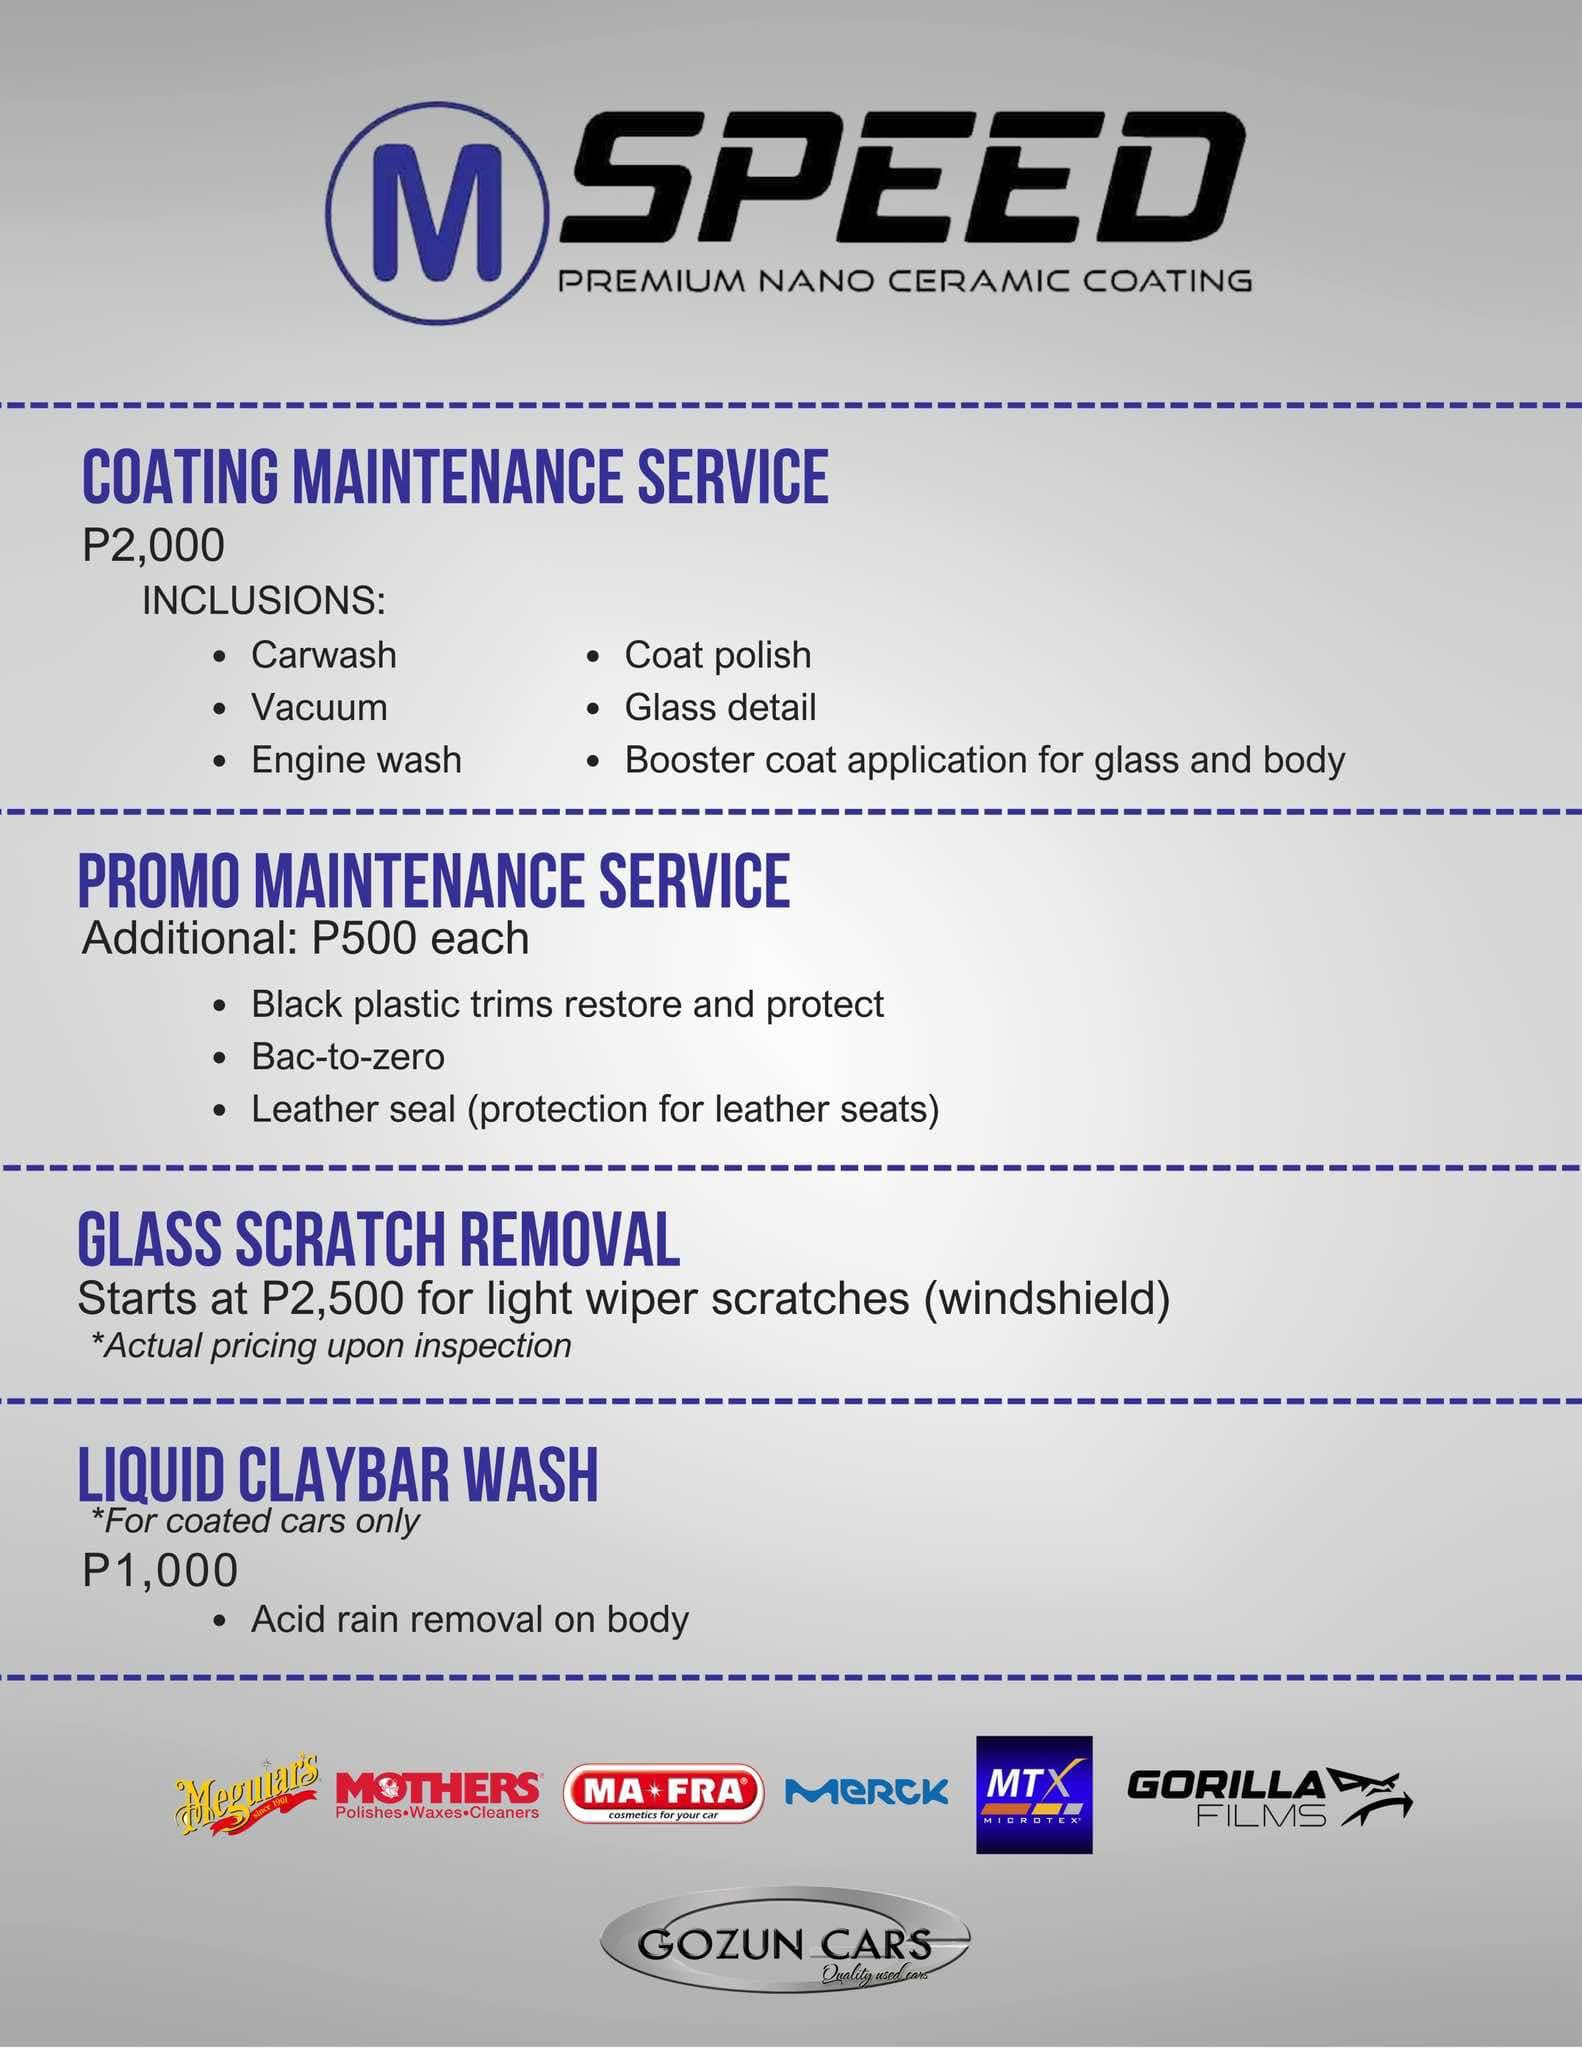 M SPEED
PREMIUM NANO CERAMIC COATING
COATING MAINTENANCE SERVICE
P2,000
INCLUSIONS:
• Carwash
• Vacuum
• Engine wash
• Coat polish
• Glass detail
• Booster coat application for glass and body
PROMO MAINTENANCE SERVICE
Additional: P500 each
• Black plastic trims restore and protect
• Bac-to-zero
• Leather seal (protection for leather seats)
GLASS SCRATCH REMOVAL
Starts at P2,500 for light wiper scratches (windshield)
*Actual pricing upon inspection
LIQUID CLAYBAR WASH
*For coated cars only
P1,000
• Acid rain removal on body
Meguiar's
since 1901
MOTHERS®
Polishes•Waxes•Cleaners
MA★FRA®
cosmetics for your car
MERCK
MTX
MICROTEX®
GORILLA
FILMS
GOZUN CARS
Quality used cars